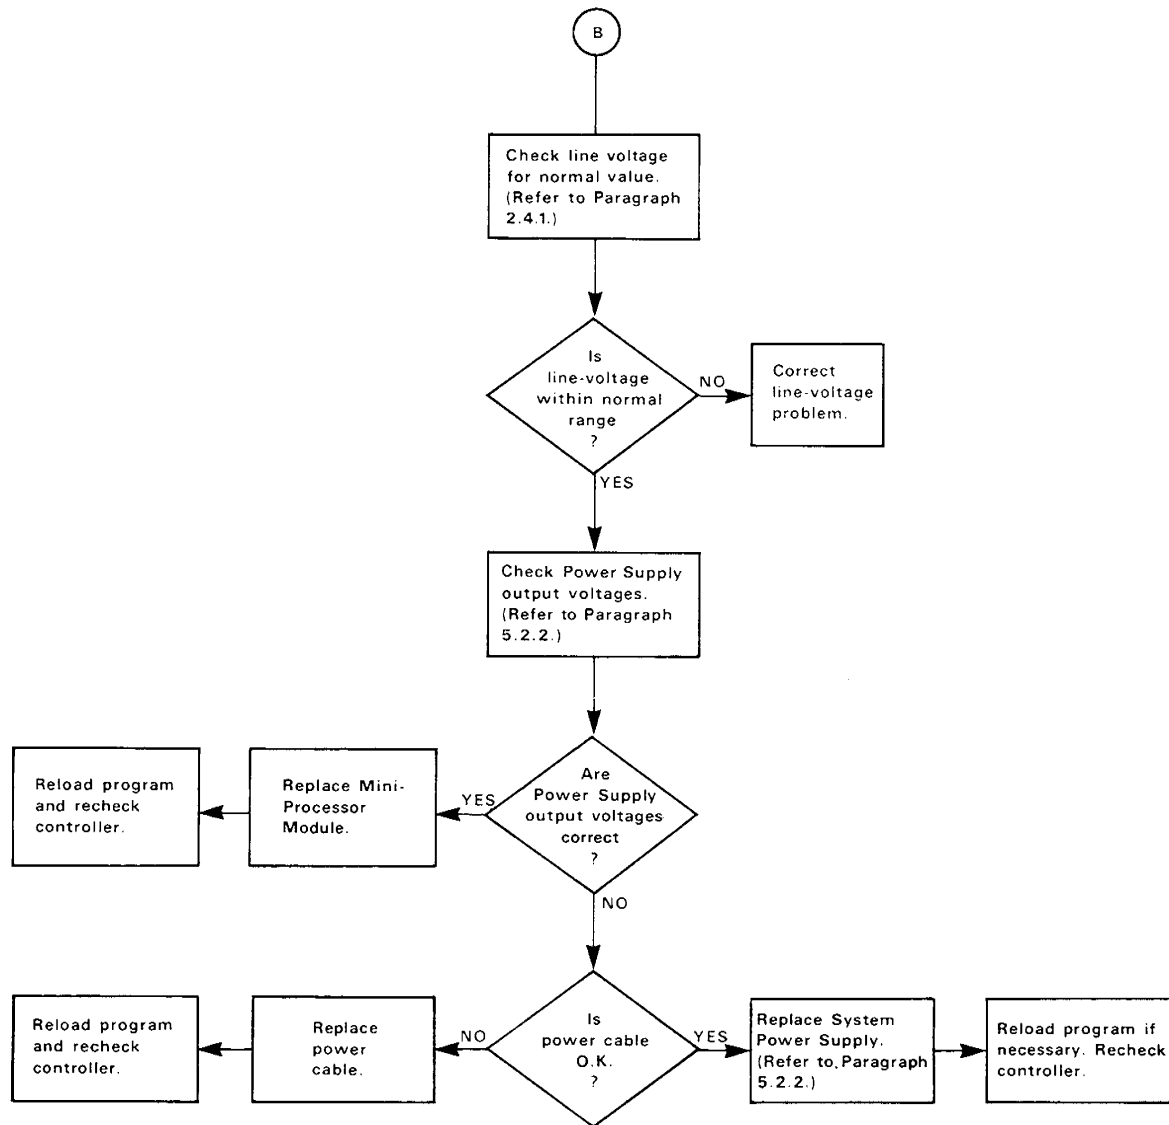 B
Check line voltage
for normal value.
(Refer to Paragraph
2.4.1.)
Is
line-voltage
within normal
range
?
NO
Correct
line-voltage
problem.
YES
Check Power Supply
output voltages.
(Refer to Paragraph
5.2.2.)
Are
Power Supply
output voltages
correct
?
YES
Replace Mini-
Processor
Module.
Reload program
and recheck
controller.
NO
Is
power cable
O.K.
?
NO
Replace
power
cable.
Reload program
and recheck
controller.
YES
Replace System
Power Supply.
(Refer to Paragraph
5.2.2.)
Reload program if
necessary. Recheck
controller.